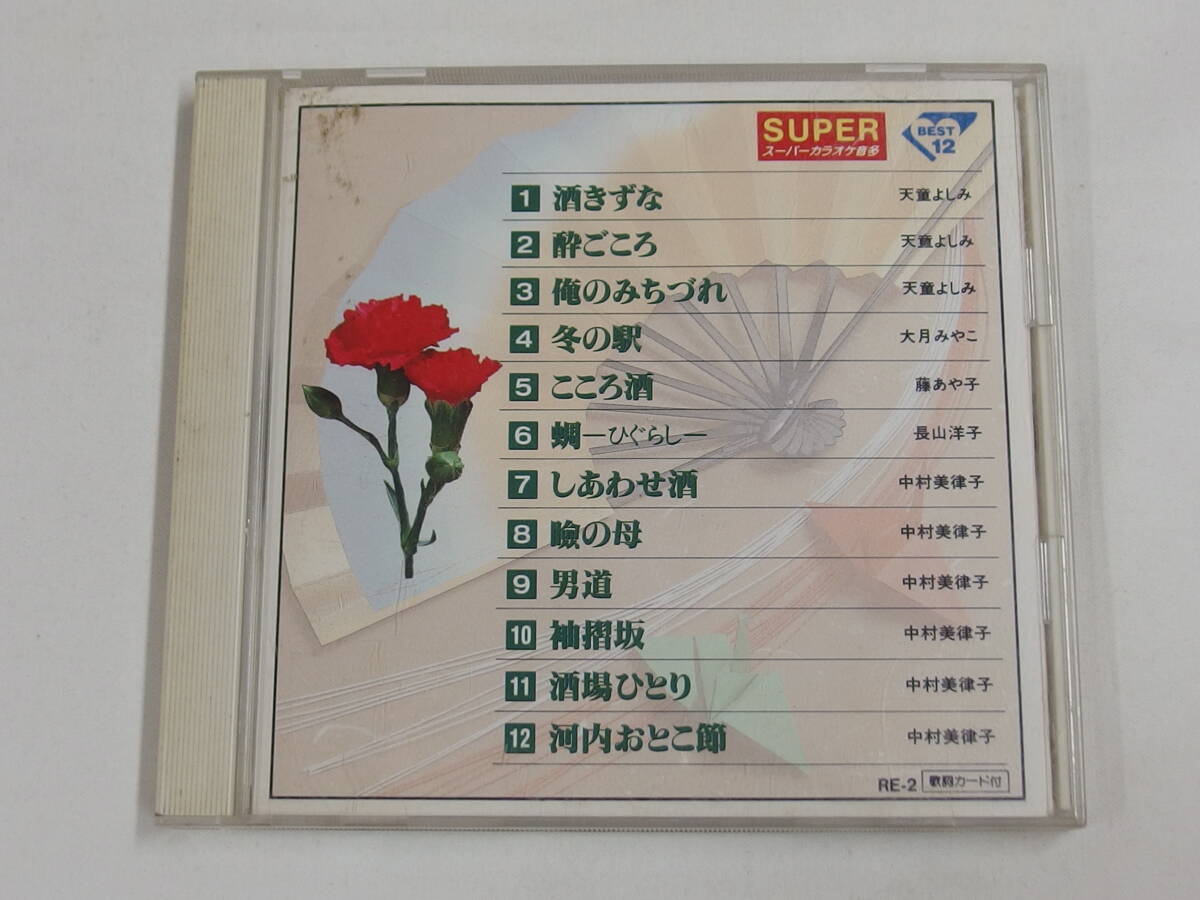 SUPER
スーパーカラオケ音多
BEST
12
1 酒きずな 天童よしみ
2 酔ごころ 天童よしみ
3 俺のみちづれ 天童よしみ
4 冬の駅 大月みやこ
5 こころ酒 藤あや子
6 蜩―ひぐらし― 長山洋子
7 しあわせ酒 中村美律子
8 瞼の母 中村美律子
9 男道 中村美律子
10 袖摺坂 中村美律子
11 酒場ひとり 中村美律子
12 河内おとこ節 中村美律子
RE-2 歌詞カード付